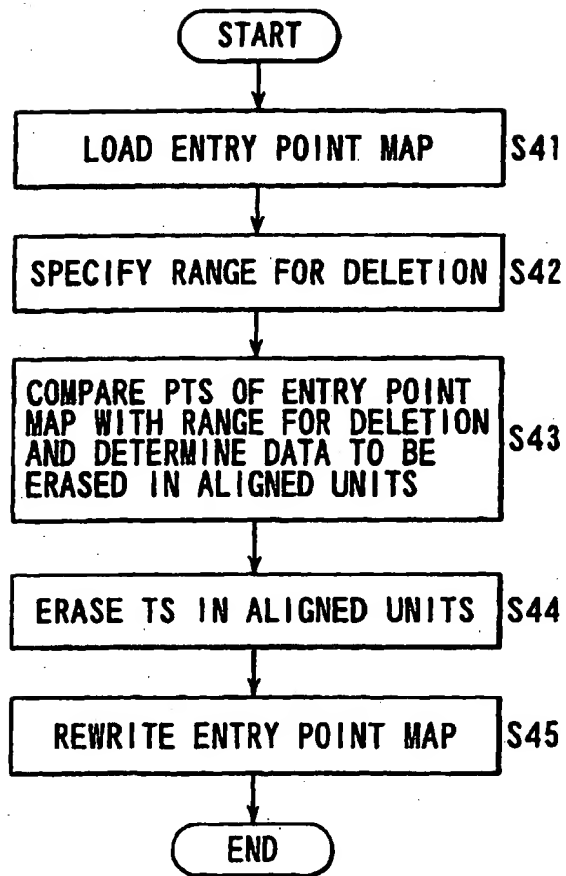 START
LOAD ENTRY POINT MAP S41
SPECIFY RANGE FOR DELETION S42
COMPARE PTS OF ENTRY POINT
MAP WITH RANGE FOR DELETION
AND DETERMINE DATA TO BE S43
ERASED IN ALIGNED UNITS
ERASE TS IN ALIGNED UNITS S44
REWRITE ENTRY POINT MAP S45
END